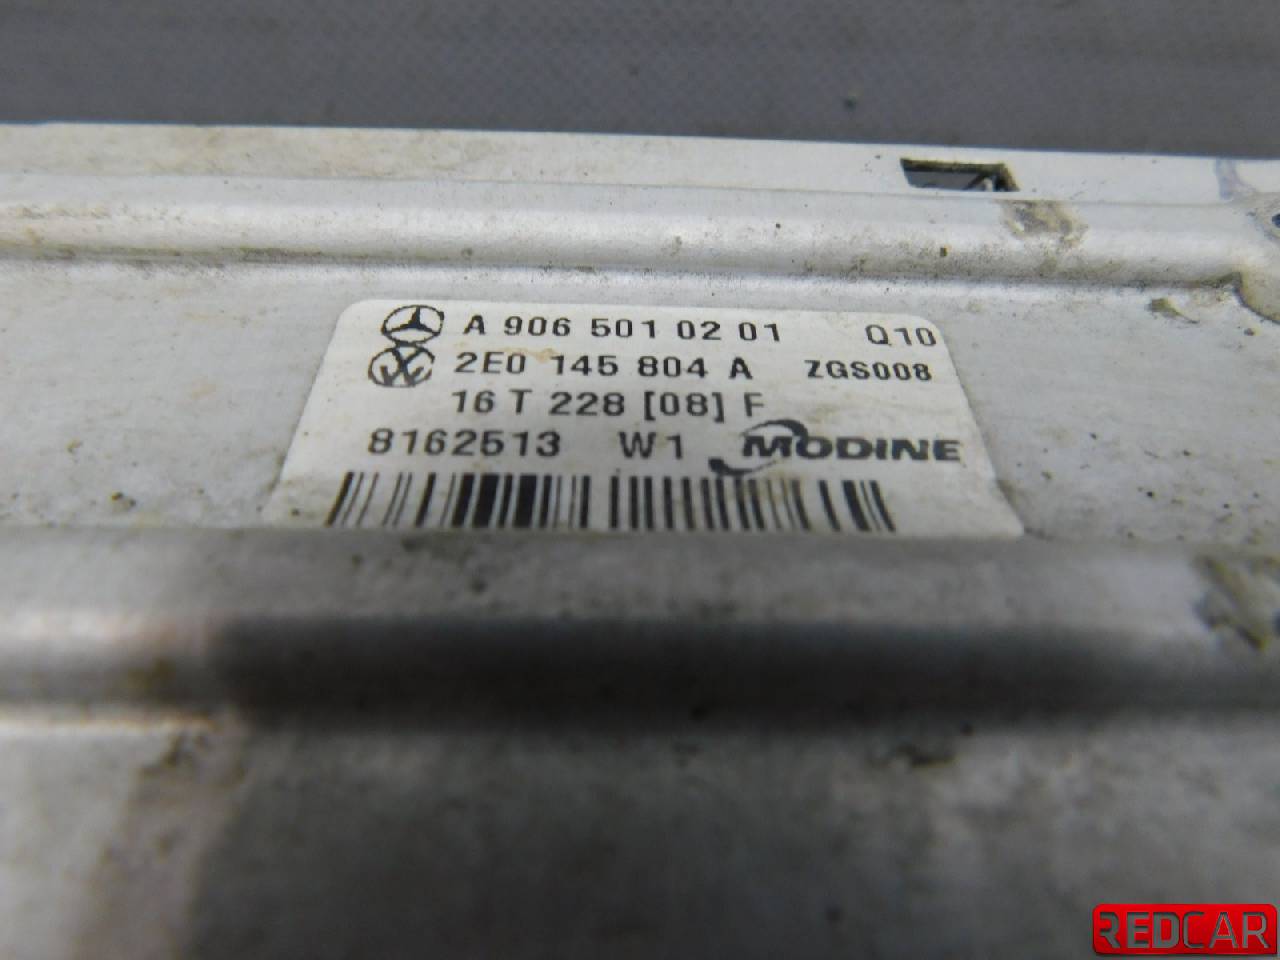 A 906 501 02 01 Q10
2E0 145 804 A ZGS008
16 T 228 [08] F
8162513 W1 MODINE
REDCAR